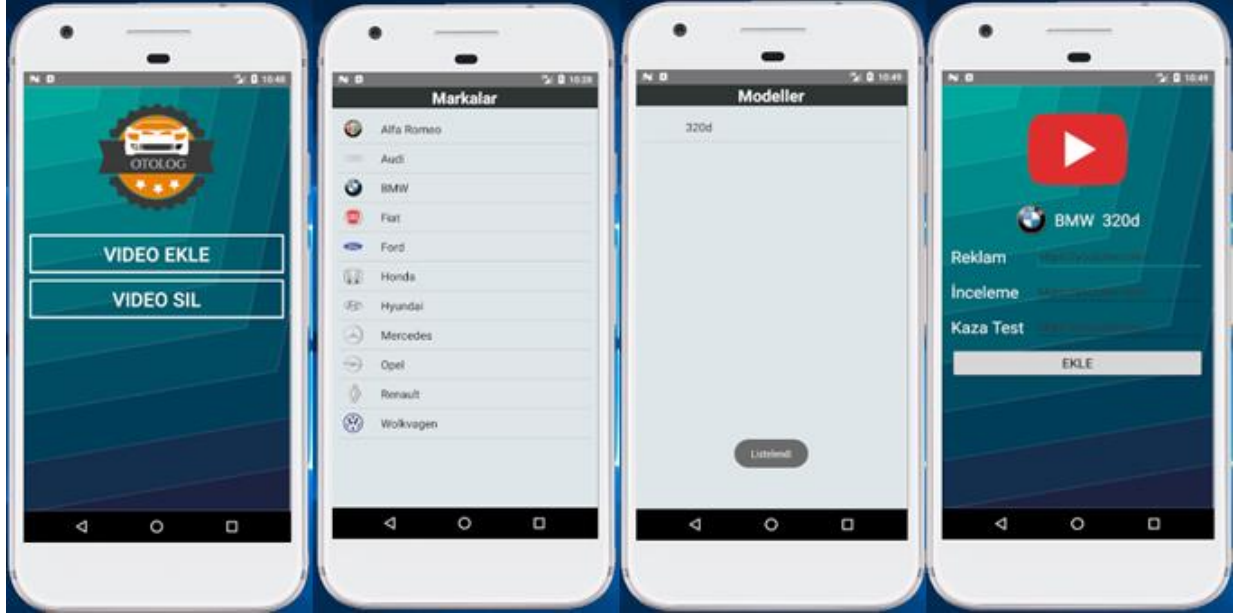 10:48
OTOLOG
VIDEO EKLE
VIDEO SIL
10:28
Markalar
Alfa Romeo
Audi
BMW
Fiat
Ford
Honda
Hyundai
Mercedes
Opel
Renault
Wolkvagen
10:49
Modeller
320d
Listelendi
10:49
BMW 320d
Reklam
İnceleme
Kaza Test
EKLE